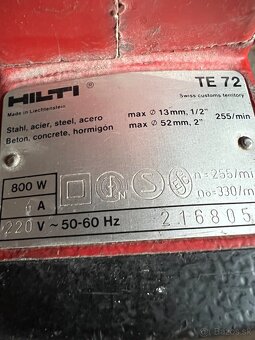 HILTI
TE 72
Made in Liechtenstein
Swiss customs territory
Stahl, acier, steel, acero max Ø 13mm, 1/2"
Beton, concrete, hormigón max Ø 52mm, 2" 255/min
800 W
A
n=255/mi
220 V ~ 50-60 Hz
no=330/m
216805